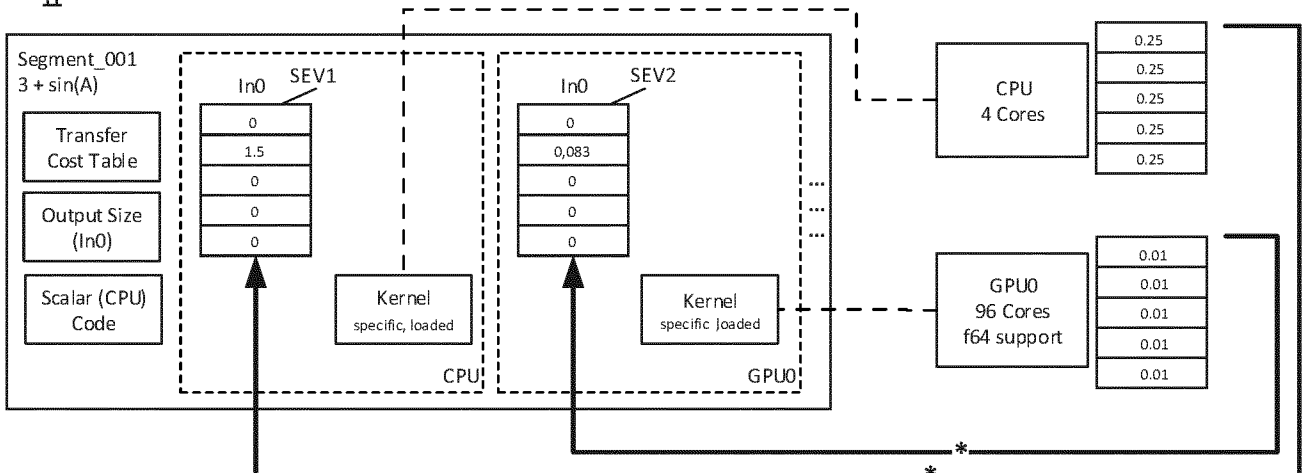 11
Segment_001
3 + sin(A)
Transfer
Cost Table
Output Size
(In0)
Scalar (CPU)
Code
In0
SEV1
0
1.5
0
0
0
Kernel
specific, loaded
CPU
In0
SEV2
0
0,083
0
0
0
Kernel
specific loaded
GPU0
...
...
...
CPU
4 Cores
0.25
0.25
0.25
0.25
0.25
GPU0
96 Cores
f64 support
0.01
0.01
0.01
0.01
0.01
*
*